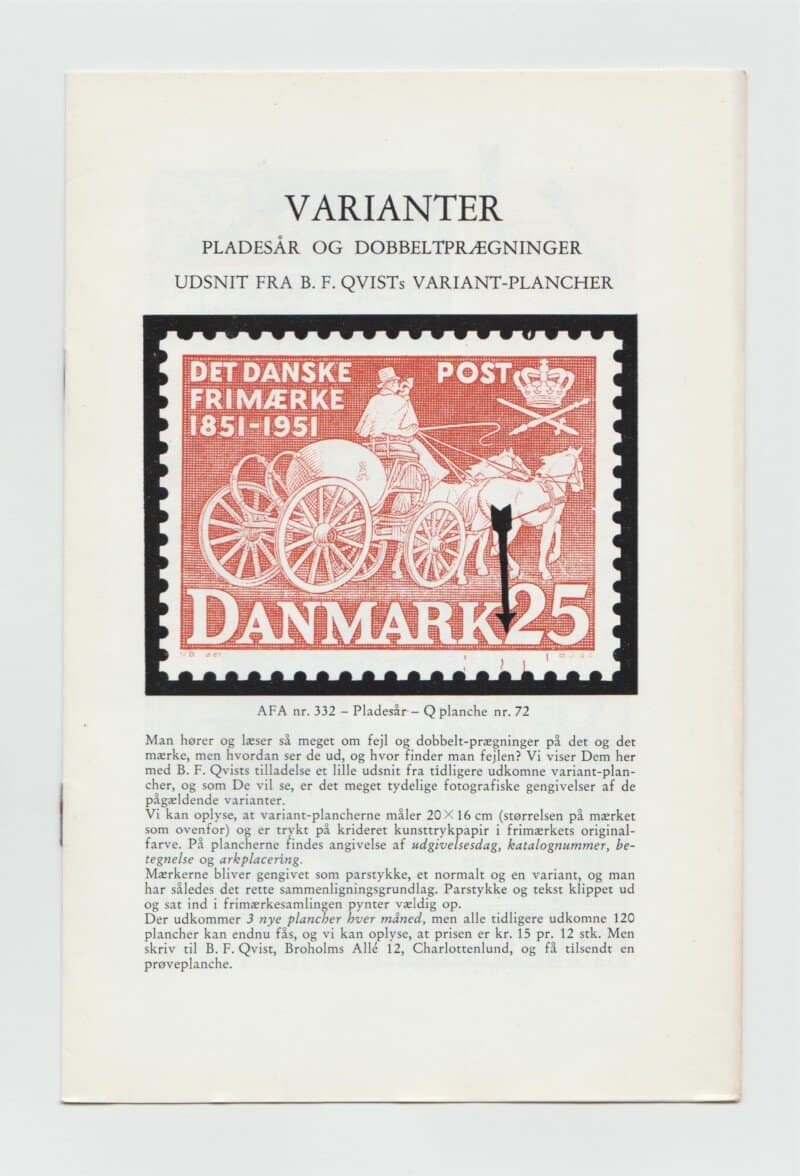 VARIANTER
PLADESÅR OG DOBBELTPRÆGNINGER
UDSNIT FRA B. F. QVISTs VARIANT-PLANCHER
DET DANSKE
FRIMÆRKE
1851-1951
POST
DANMARK 25
AFA nr. 332 – Pladesår – Q planche nr. 72
Man hører og læser så meget om fejl og dobbelt-prægninger på det og det
mærke, men hvordan ser de ud, og hvor finder man fejlen? Vi viser Dem her
med B. F. Qvists tilladelse et lille udsnit fra tidligere udkomne variant-plan-
cher, og som De vil se, er det meget tydelige fotografiske gengivelser af de
pågældende varianter.
Vi kan oplyse, at variant-plancherne måler 20×16 cm (størrelsen på mærket
som ovenfor) og er trykt på krideret kunsttrykpapir i frimærkets original-
farve. På plancherne findes angivelse af udgivelsesdag, katalognummer, be-
tegnelse og arkplacering.
Mærkerne bliver gengivet som parstykke, et normalt og en variant, og man
har således det rette sammenligningsgrundlag. Parstykke og tekst klippet ud
og sat ind i frimærkesamlingen pynter vældig op.
Der udkommer 3 nye plancher hver måned, men alle tidligere udkomne 120
plancher kan endnu fås, og vi kan oplyse, at prisen er kr. 15 pr. 12 stk. Men
skriv til B. F. Qvist, Broholms Allé 12, Charlottenlund, og få tilsendt en
prøveplanche.